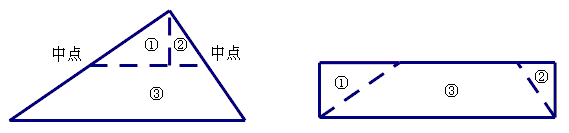 ① ②
中点 中点
③
① ③ ②